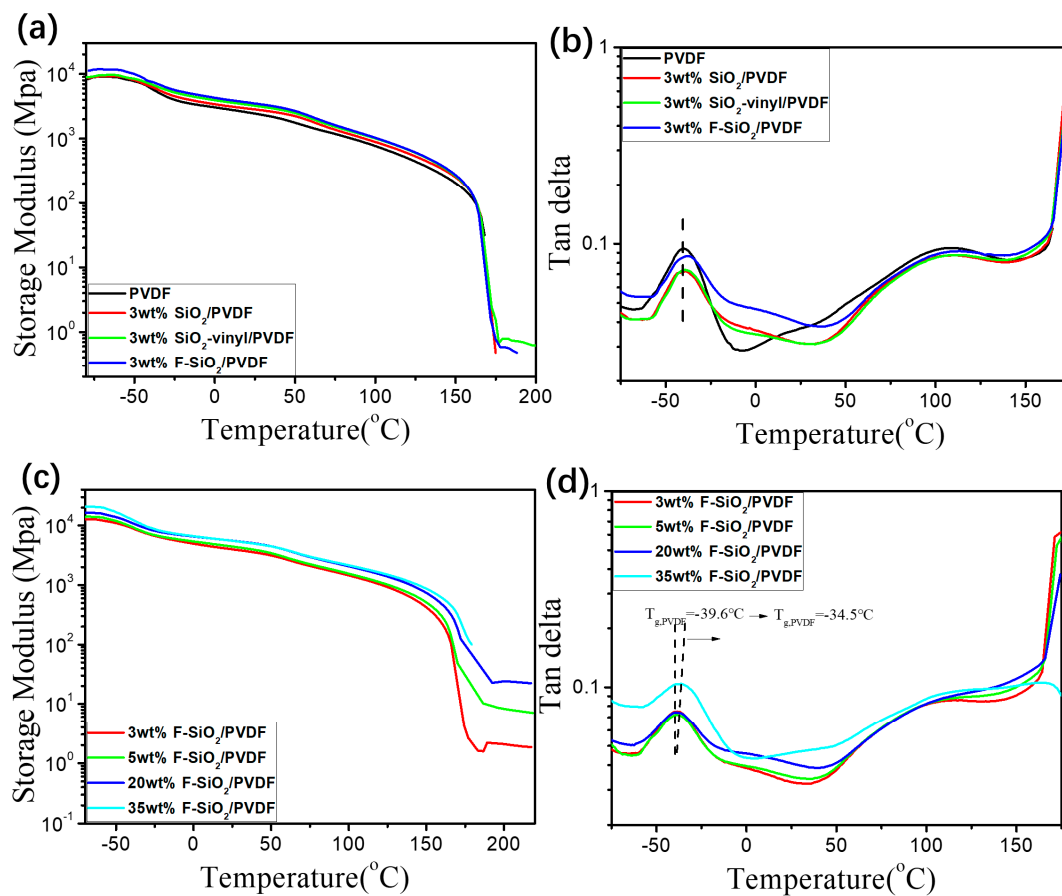 (a)
Storage Modulus (Mpa)
10^4
10^3
10^2
10^1
10^0
PVDF
3wt% SiO2/PVDF
3wt% SiO2-vinyl/PVDF
3wt% F-SiO2/PVDF
-50 0 50 100 150 200
Temperature(°C)
(b)
Tan delta
1
0.1
PVDF
3wt% SiO2/PVDF
3wt% SiO2-vinyl/PVDF
3wt% F-SiO2/PVDF
-50 0 50 100 150
Temperature(°C)
(c)
Storage Modulus (Mpa)
10^4
10^3
10^2
10^1
10^0
10^-1
3wt% F-SiO2/PVDF
5wt% F-SiO2/PVDF
20wt% F-SiO2/PVDF
35wt% F-SiO2/PVDF
-50 0 50 100 150 200
Temperature(°C)
(d)
Tan delta
1
0.1
3wt% F-SiO2/PVDF
5wt% F-SiO2/PVDF
20wt% F-SiO2/PVDF
35wt% F-SiO2/PVDF
Tg,PVDF=-39.6°C → Tg,PVDF=-34.5°C
-50 0 50 100 150
Temperature(°C)